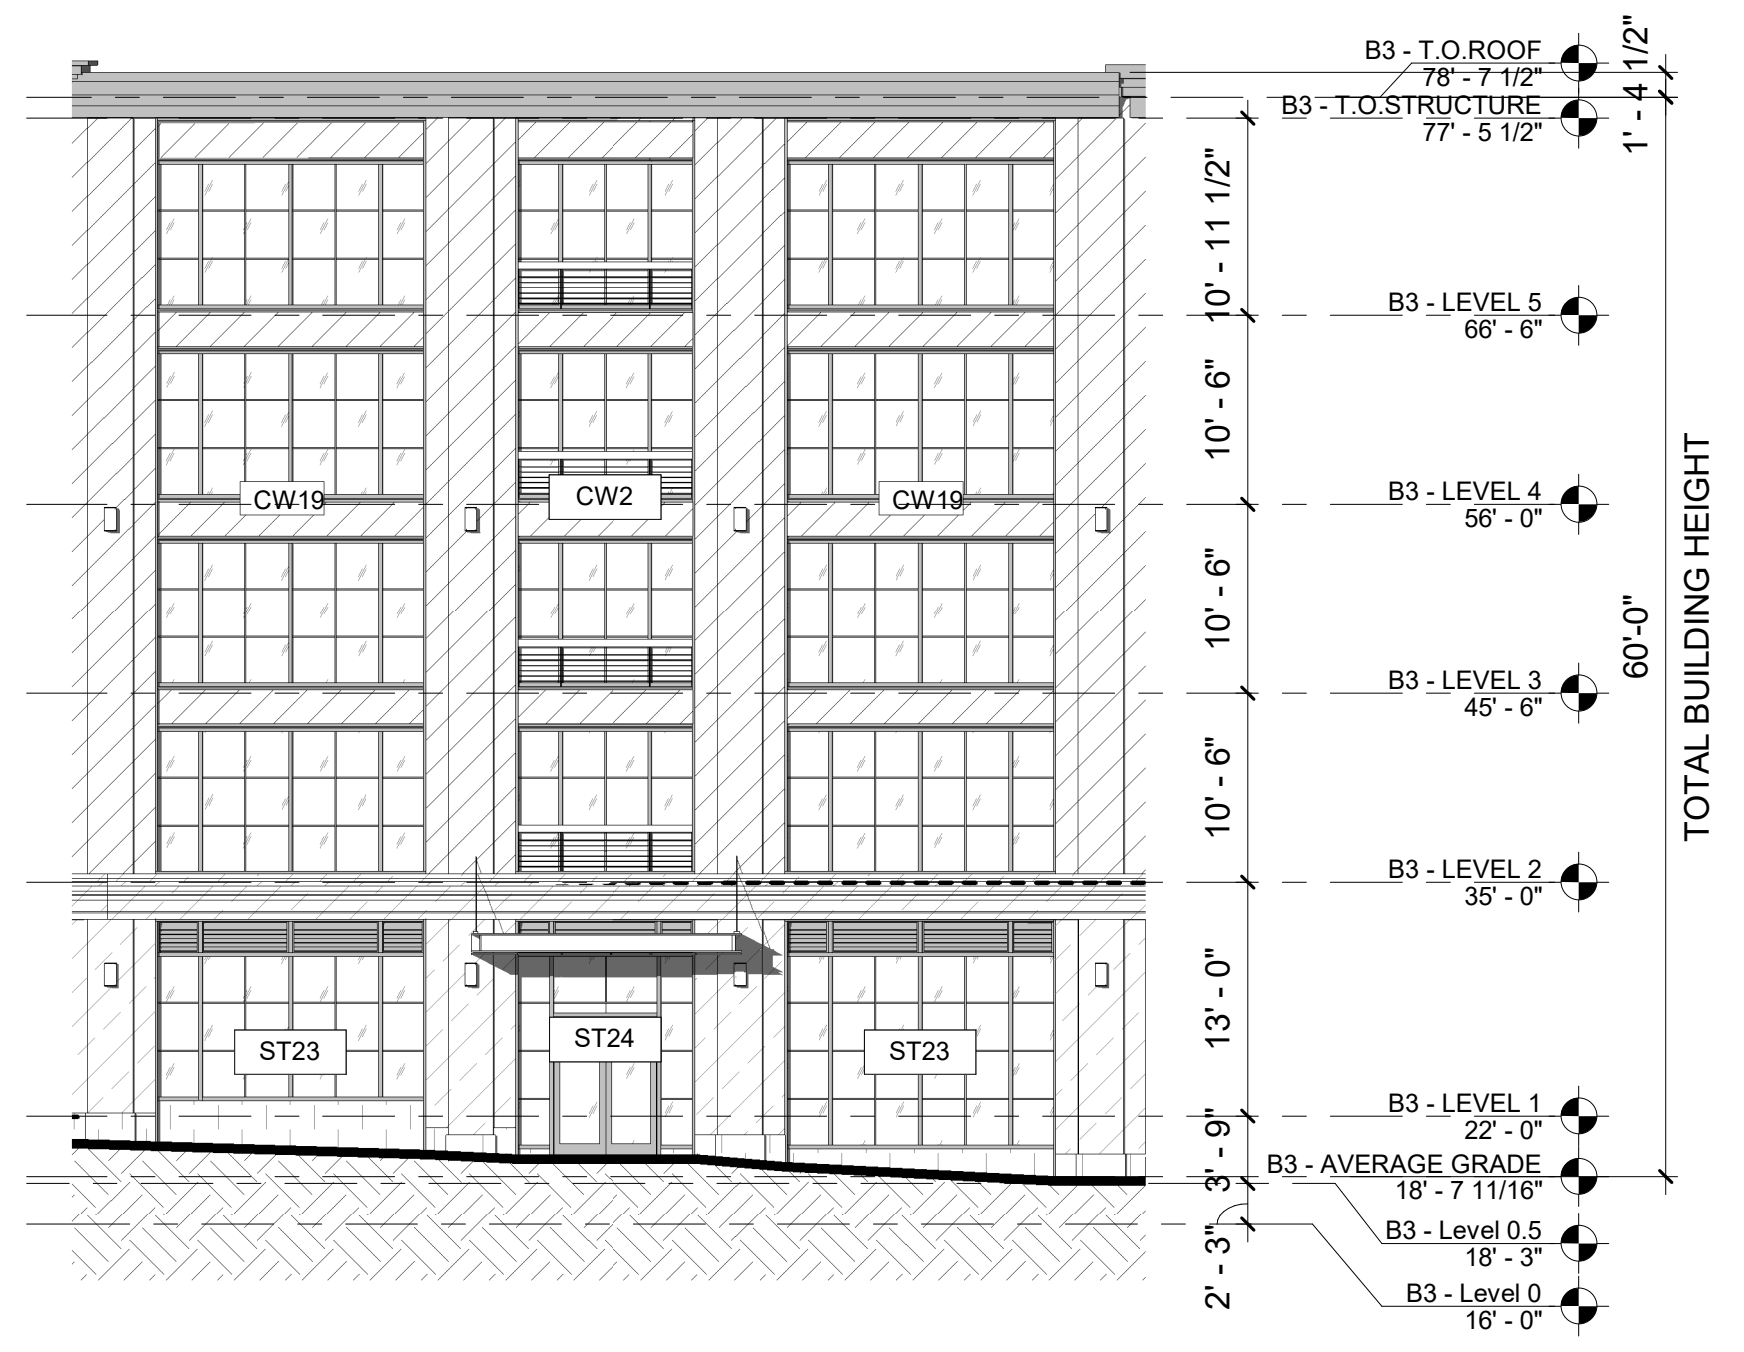 B3 - T.O.ROOF
78' - 7 1/2"
B3 - T.O.STRUCTURE
77' - 5 1/2"
1' - 4 1/2"
10' - 11 1/2"
B3 - LEVEL 5
66' - 6"
10' - 6"
CW19
CW2
CW19
B3 - LEVEL 4
56' - 0"
10' - 6"
60'-0"
TOTAL BUILDING HEIGHT
B3 - LEVEL 3
45' - 6"
10' - 6"
B3 - LEVEL 2
35' - 0"
13' - 0"
ST23
ST24
ST23
B3 - LEVEL 1
22' - 0"
3' - 9"
B3 - AVERAGE GRADE
18' - 7 11/16"
B3 - Level 0.5
18' - 3"
2' - 3"
B3 - Level 0
16' - 0"